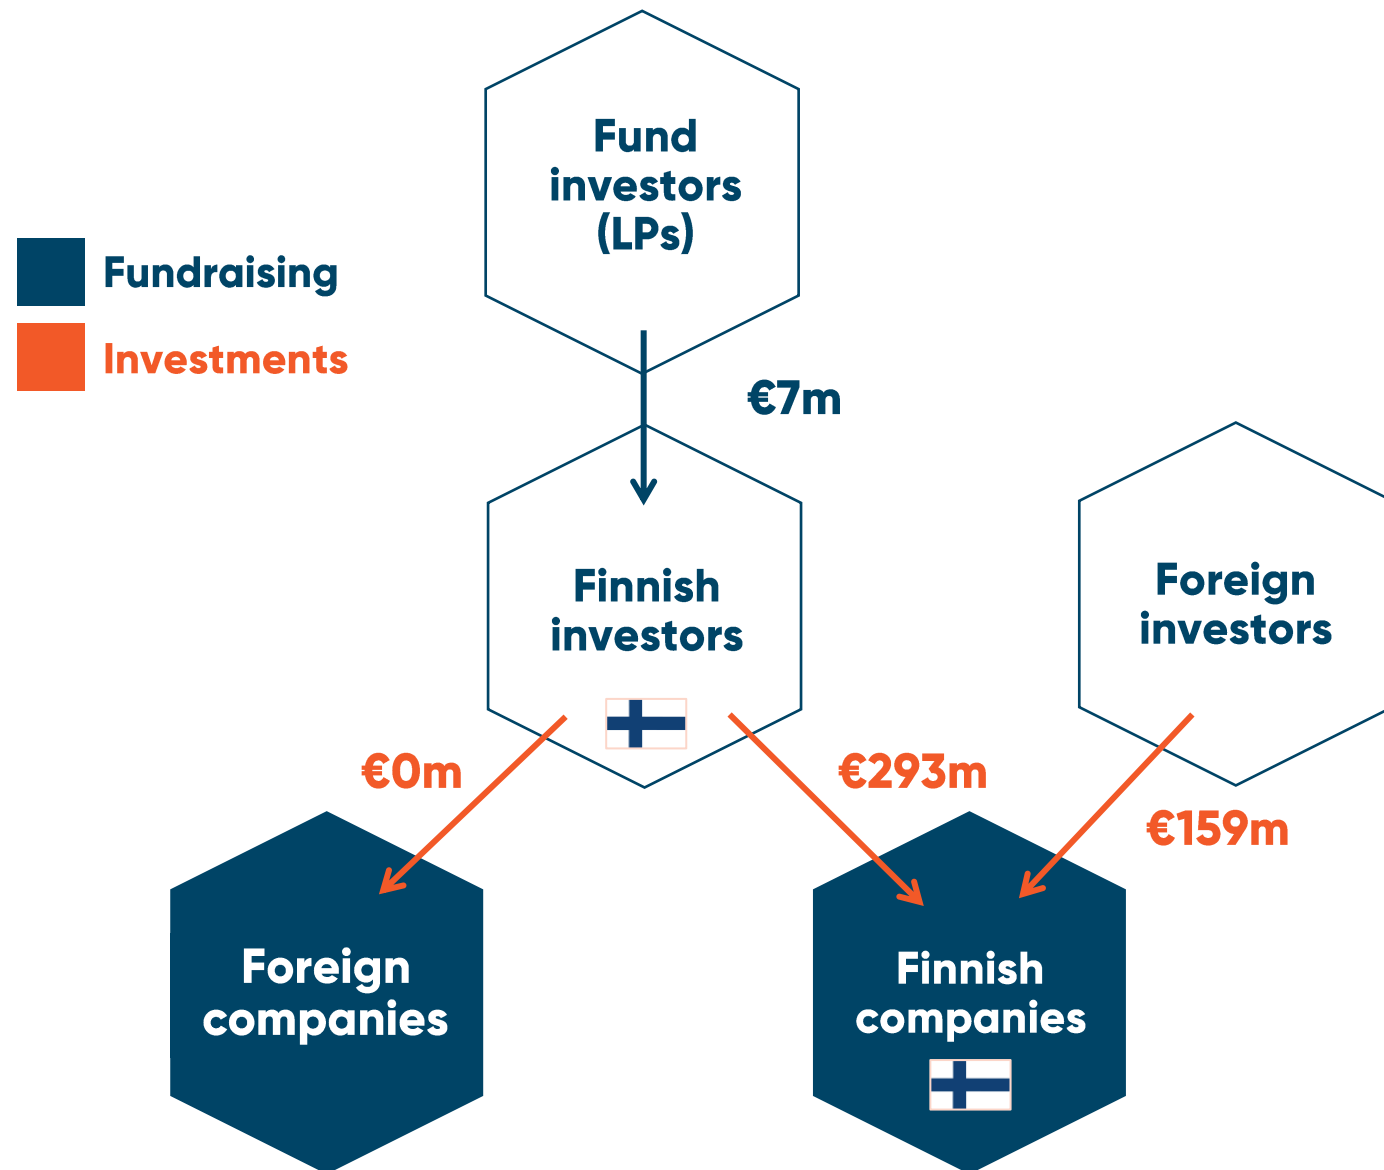 Fund
investors
(LPs)
Fundraising
Investments
€7m
Finnish
investors
Foreign
investors
€0m
€293m
€159m
Foreign
companies
Finnish
companies